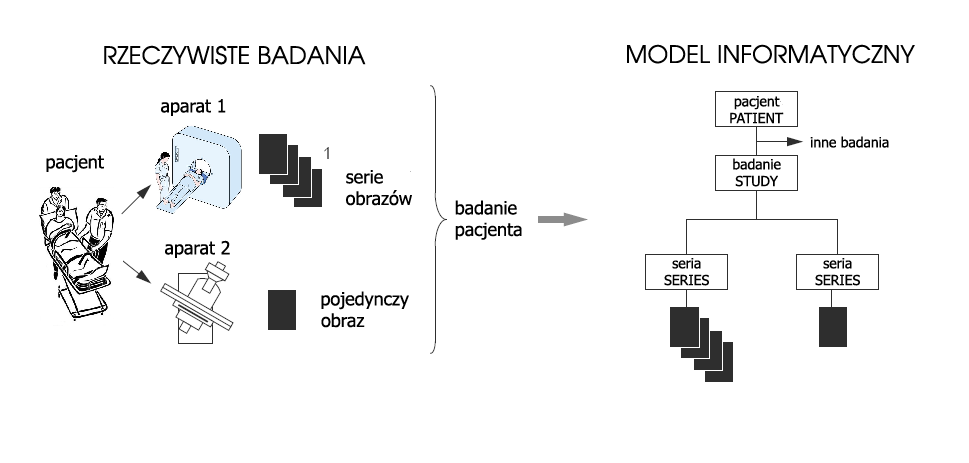 RZECZYWISTE BADANIA
pacjent
aparat 1
1
serie
obrazów
aparat 2
pojedynczy
obraz
badanie
pacjenta
MODEL INFORMATYCZNY
pacjent
PATIENT
inne badania
badanie
STUDY
seria
SERIES
seria
SERIES